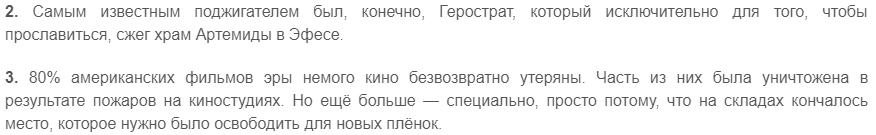 2. Самым известным поджигателем был, конечно, Герострат, который исключительно для того, чтобы
прославиться, сжег храм Артемиды в Эфесе.
3. 80% американских фильмов эры немого кино безвозвратно утеряны. Часть из них была уничтожена в
результате пожаров на киностудиях. Но ещё больше — специально, просто потому, что на складах кончалось
место, которое нужно было освободить для новых плёнок.